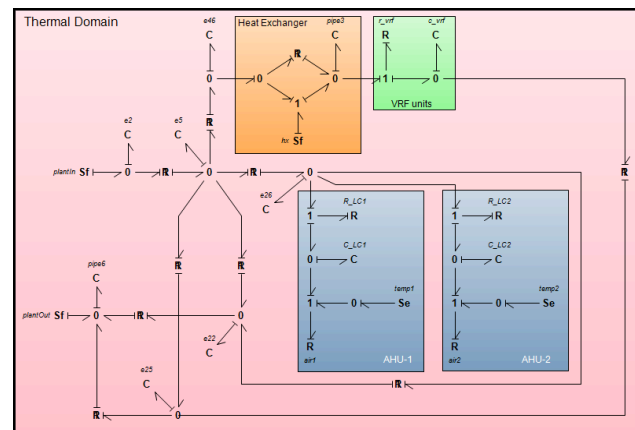 Thermal Domain
e46
C
Heat Exchanger
pipe3
C
r_vrf
R
c_vrf
C
R
0
0
0
1
0
1
hx Sf
VRF units
e2
C
e5
C
R
R
plantIn Sf
0
R
0
R
0
e26
C
R_LC1
1
R
R_LC2
1
R
C_LC1
0
C
C_LC2
0
C
R
R
pipe6
C
temp1
1
0
Se
temp2
1
0
Se
plantOut Sf
0
R
0
e22
C
R
air1
R
air2
AHU-1
AHU-2
e25
C
R
R
0